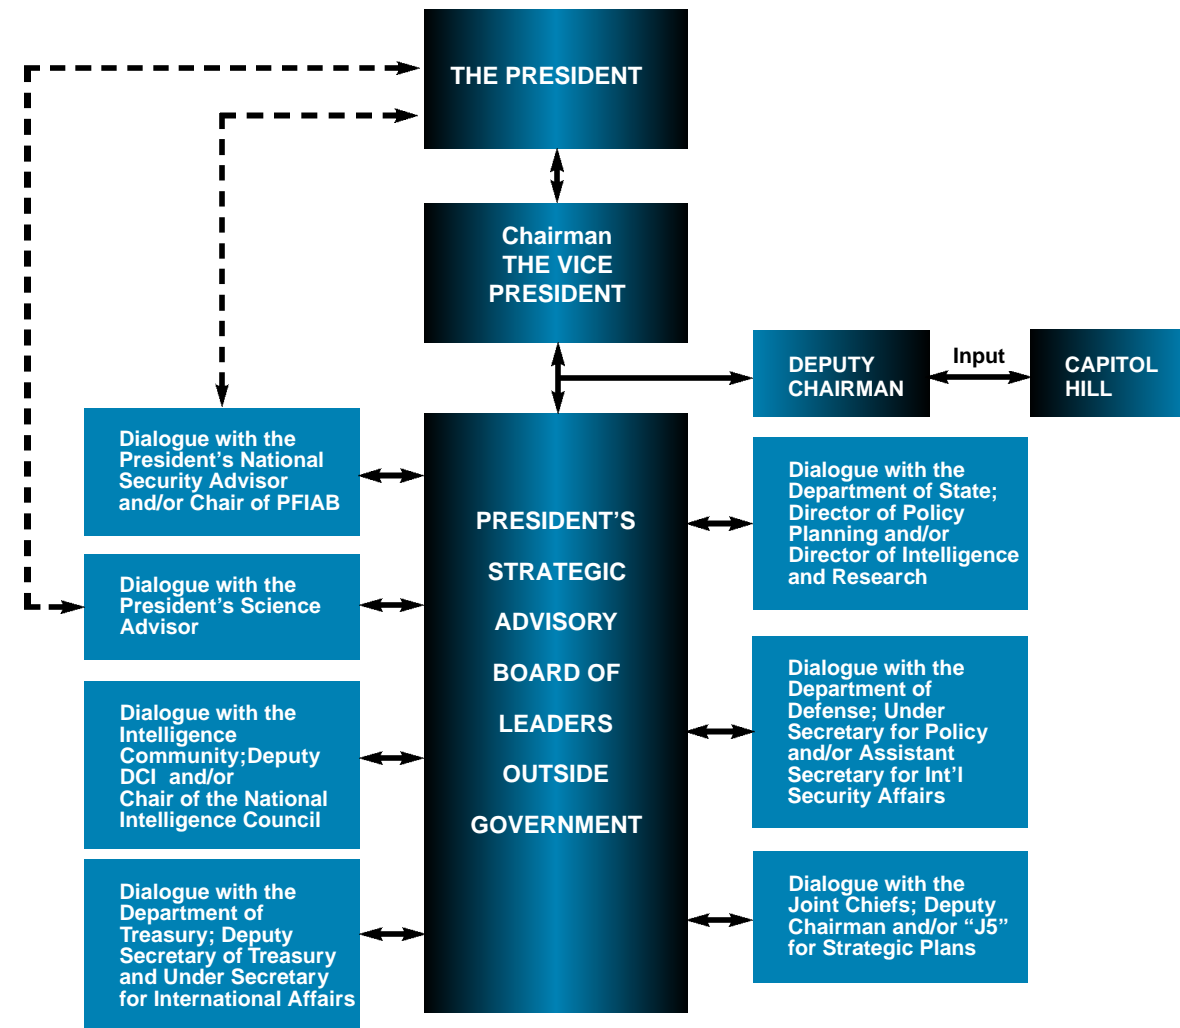 THE PRESIDENT
Chairman
THE VICE
PRESIDENT
DEPUTY
CHAIRMAN
Input
CAPITOL
HILL
Dialogue with the
President’s National
Security Advisor
and/or Chair of PFIAB
Dialogue with the
President’s Science
Advisor
Dialogue with the
Intelligence
Community;Deputy
DCI and/or
Chair of the National
Intelligence Council
Dialogue with the
Department of
Treasury; Deputy
Secretary of Treasury
and Under Secretary
for International Affairs
PRESIDENT’S
STRATEGIC
ADVISORY
BOARD OF
LEADERS
OUTSIDE
GOVERNMENT
Dialogue with the
Department of State;
Director of Policy
Planning and/or
Director of Intelligence
and Research
Dialogue with the
Department of
Defense; Under
Secretary for Policy
and/or Assistant
Secretary for Int’l
Security Affairs
Dialogue with the
Joint Chiefs; Deputy
Chairman and/or “J5”
for Strategic Plans